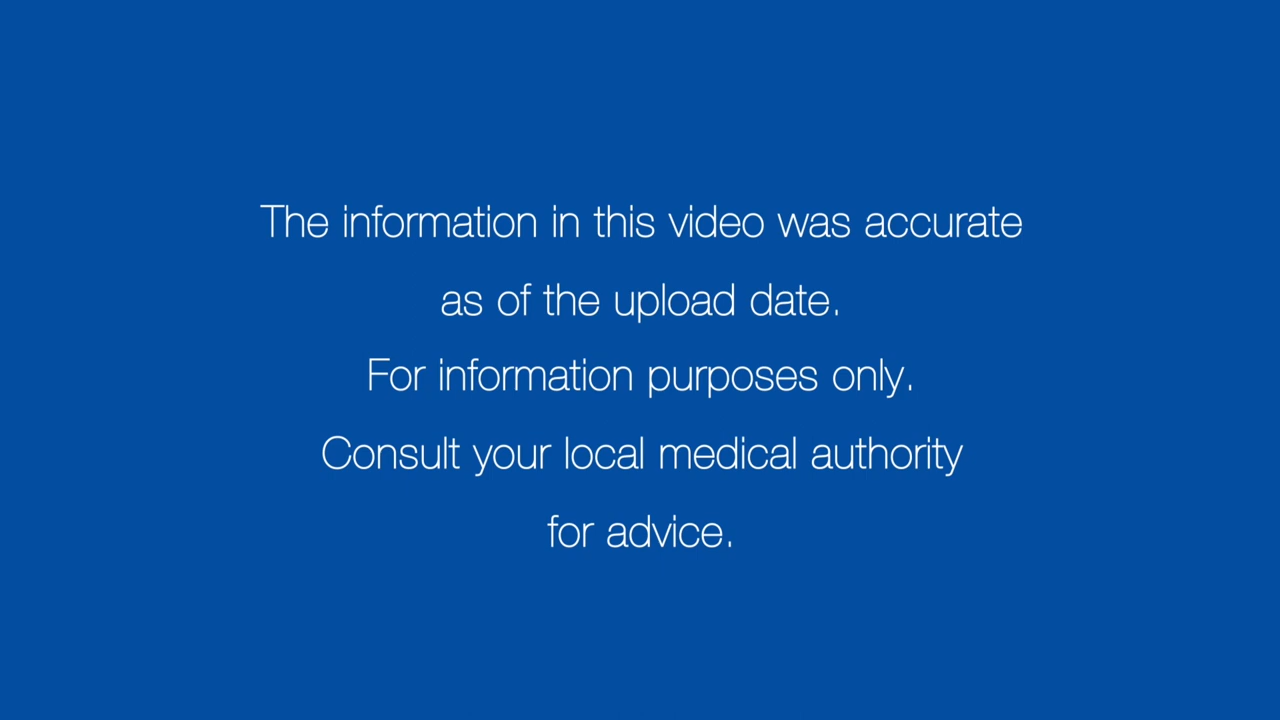 The information in this video was accurate
as of the upload date.
For information purposes only.
Consult your local medical authority
for advice.